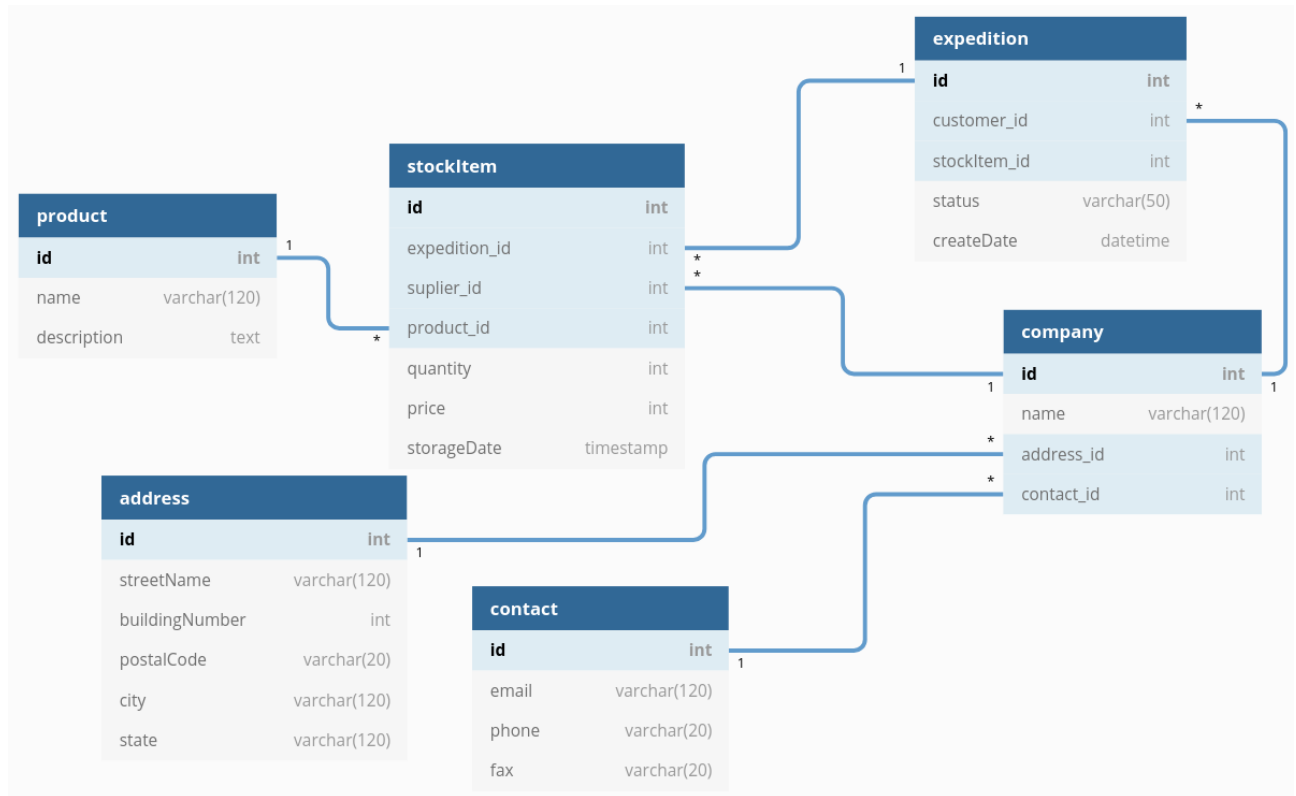 expedition
1
id int
*
customer_id int
stockItem_id int
status varchar(50)
createDate datetime
stockItem
id int
expedition_id int
*
*
suplier_id int
product_id int
quantity int
price int
storageDate timestamp
product
1
id int
name varchar(120)
description text
*
company
id int
1
1
name varchar(120)
*
address_id int
*
contact_id int
address
id int
1
streetName varchar(120)
buildingNumber int
postalCode varchar(20)
city varchar(120)
state varchar(120)
contact
id int
1
email varchar(120)
phone varchar(20)
fax varchar(20)